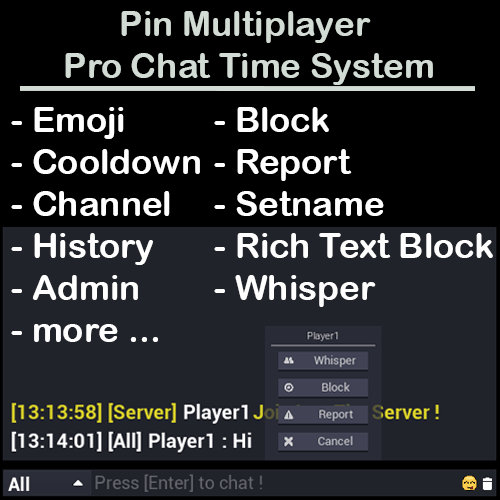 Pin Multiplayer
Pro Chat Time System
- Emoji
- Cooldown
- Channel
- History
- Admin
- more ...
- Block
- Report
- Setname
- Rich Text Block
- Whisper
Player1
Whisper
Block
Report
Cancel
[13:13:58] [Server] Player1 Server !
[13:14:01] [All] Player1 : Hi
All Press [Enter] to chat !